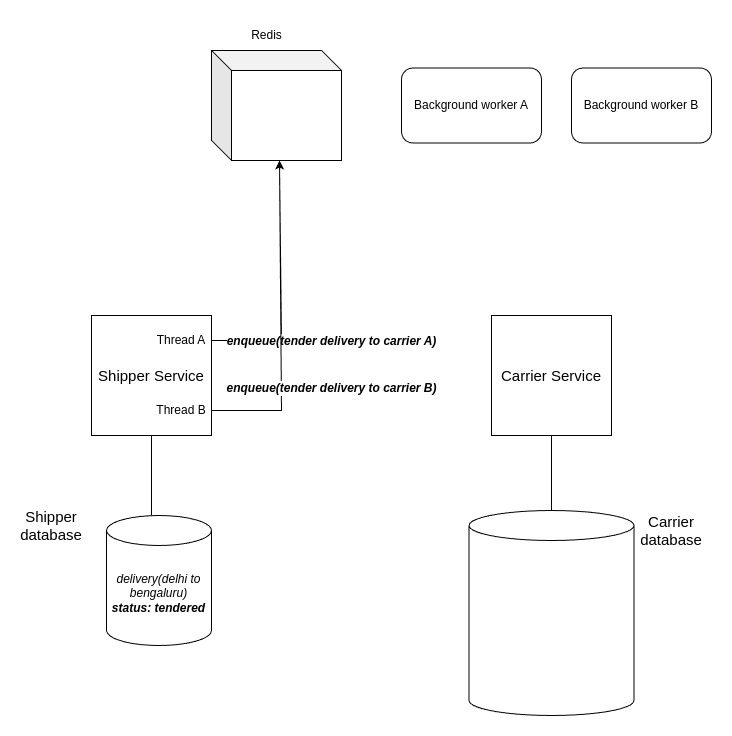 Redis
Background worker A
Background worker B
Thread A
enqueue(tender delivery to carrier A)
Shipper Service
Carrier Service
enqueue(tender delivery to carrier B)
Thread B
Shipper
database
Carrier
database
delivery(delhi to
bengaluru)
status: tendered